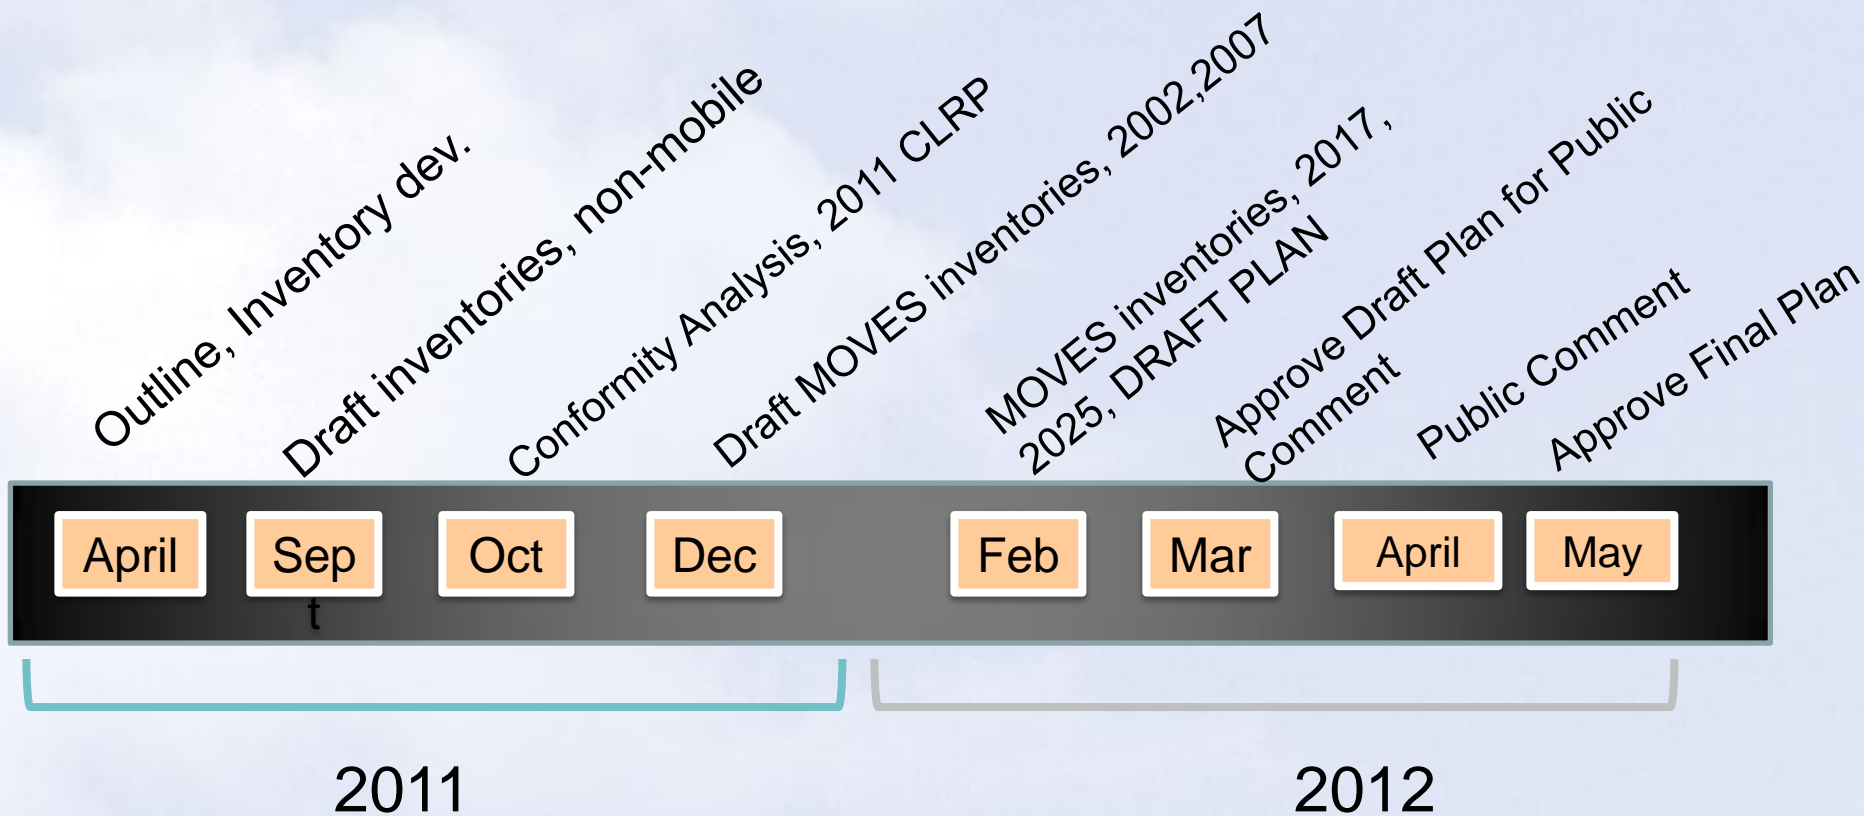 Outline, Inventory dev.
Draft inventories, non-mobile
Conformity Analysis, 2011 CLRP
Draft MOVES inventories, 2002,2007
MOVES inventories, 2017,
2025, DRAFT PLAN
Approve Draft Plan for Public
Comment
Public Comment
Approve Final Plan
April
Sep
t
Oct
Dec
Feb
Mar
April
May
2011
2012